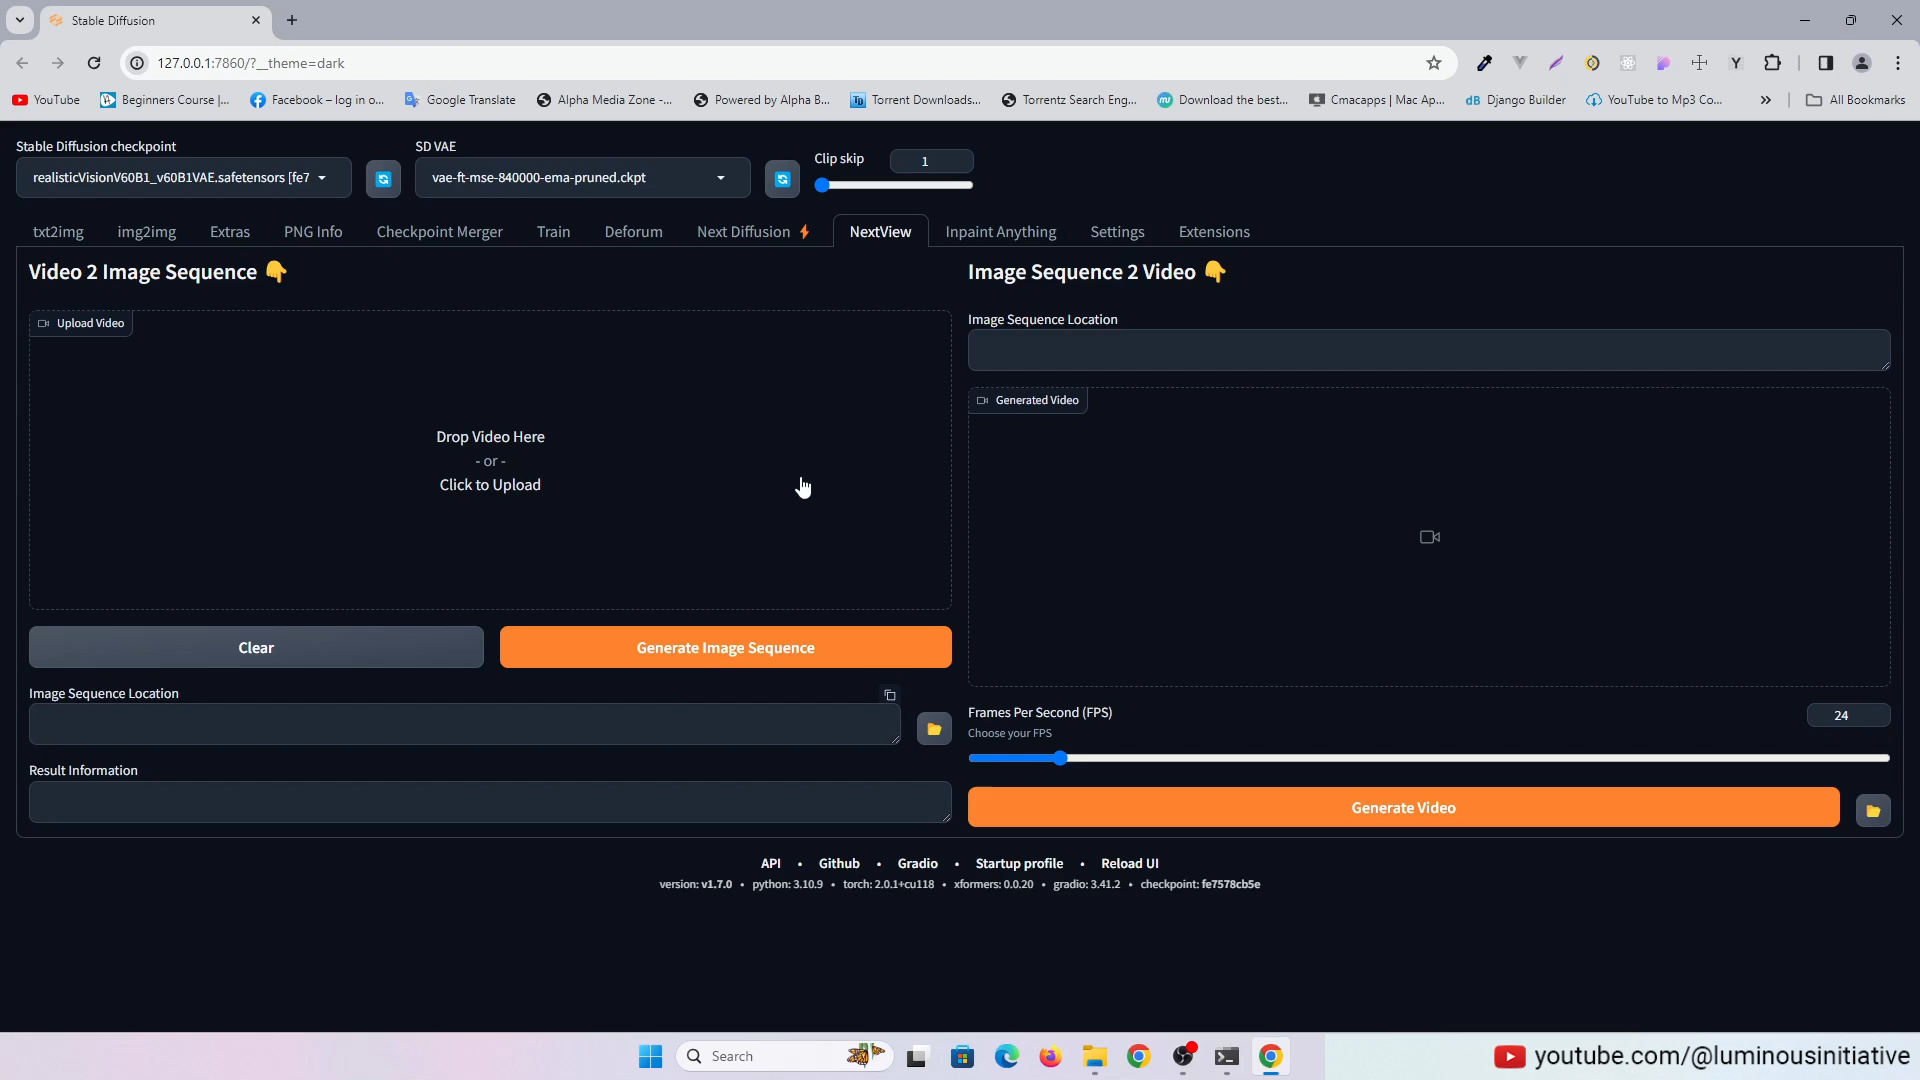 Stable Diffusion
127.0.0.1:7860/?__theme=dark
YouTube
Beginners Course |...
Facebook – log in o...
Google Translate
Alpha Media Zone -...
Powered by Alpha B...
Torrent Downloads...
Torrentz Search Eng...
Download the best...
Cmacapps | Mac Ap...
Django Builder
YouTube to Mp3 Co...
All Bookmarks
Stable Diffusion checkpoint
realisticVisionV60B1_v60B1VAE.safetensors [fe7
SD VAE
vae-ft-mse-840000-ema-pruned.ckpt
Clip skip
1
txt2img
img2img
Extras
PNG Info
Checkpoint Merger
Train
Deforum
Next Diffusion ⚡
NextView
Inpaint Anything
Settings
Extensions
Video 2 Image Sequence 👇
Upload Video
Drop Video Here
- or -
Click to Upload
Clear
Generate Image Sequence
Image Sequence Location
Result Information
Image Sequence 2 Video 👇
Image Sequence Location
Generated Video
Frames Per Second (FPS)
24
Choose your FPS
Generate Video
API • Github • Gradio • Startup profile • Reload UI
version: v1.7.0 • python: 3.10.9 • torch: 2.0.1+cu118 • xformers: 0.0.20 • gradio: 3.41.2 • checkpoint: fe7578cb5e
Search
youtube.com/@luminousinitiative